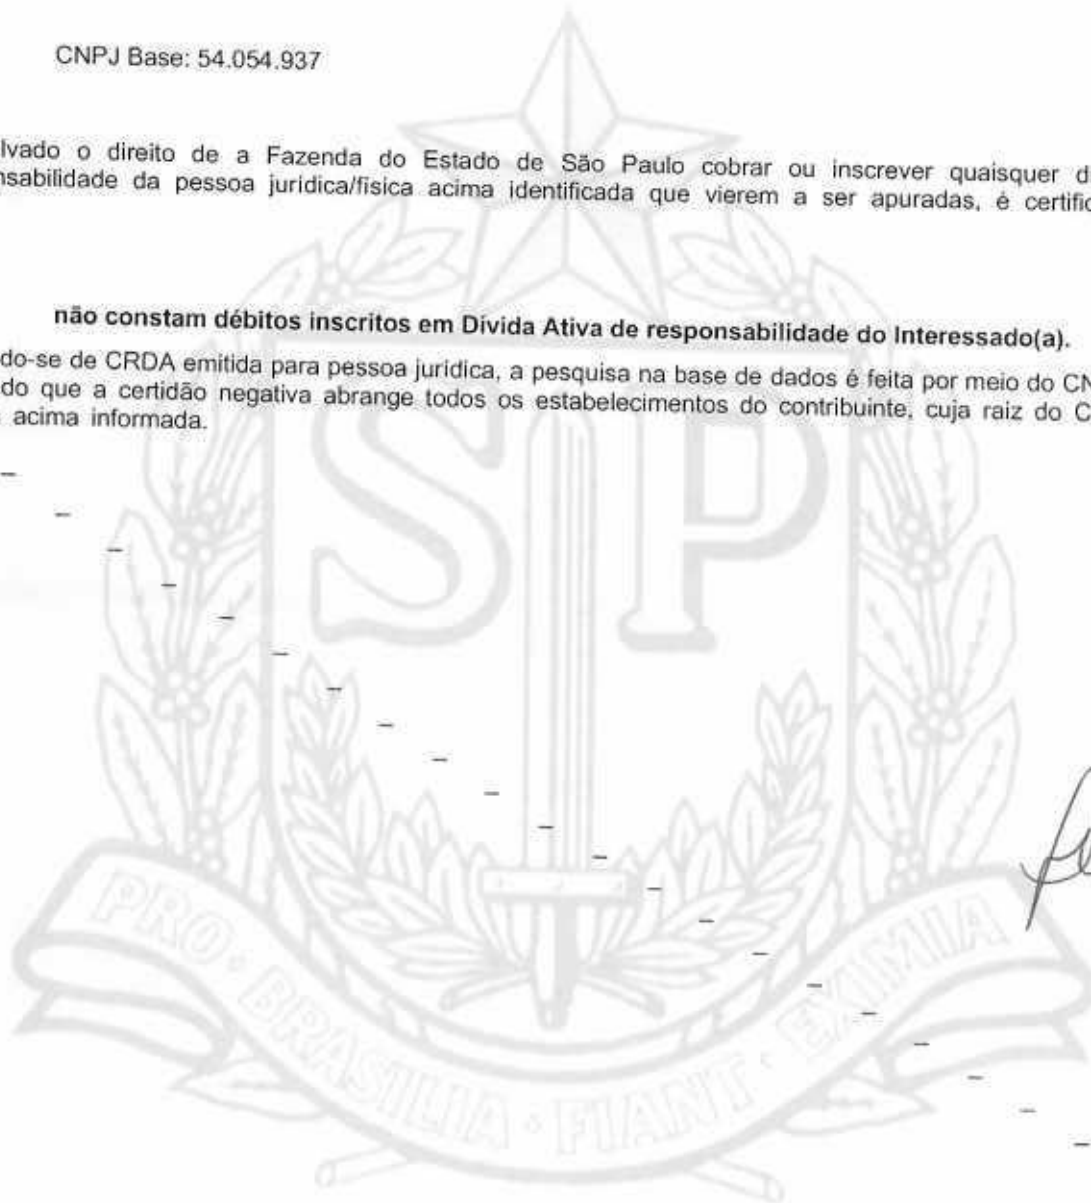 CNPJ Base: 54.054.937
lvado o direito de a Fazenda do Estado de São Paulo cobrar ou inscrever quaisquer d
nsabilidade da pessoa jurídica/física acima identificada que vierem a ser apuradas, é certific
não constam débitos inscritos em Dívida Ativa de responsabilidade do Interessado(a).
do-se de CRDA emitida para pessoa jurídica, a pesquisa na base de dados é feita por meio do CN
do que a certidão negativa abrange todos os estabelecimentos do contribuinte, cuja raiz do C
acima informada.
SP
PRO · BRASILIA · FIANT · EXIMIA